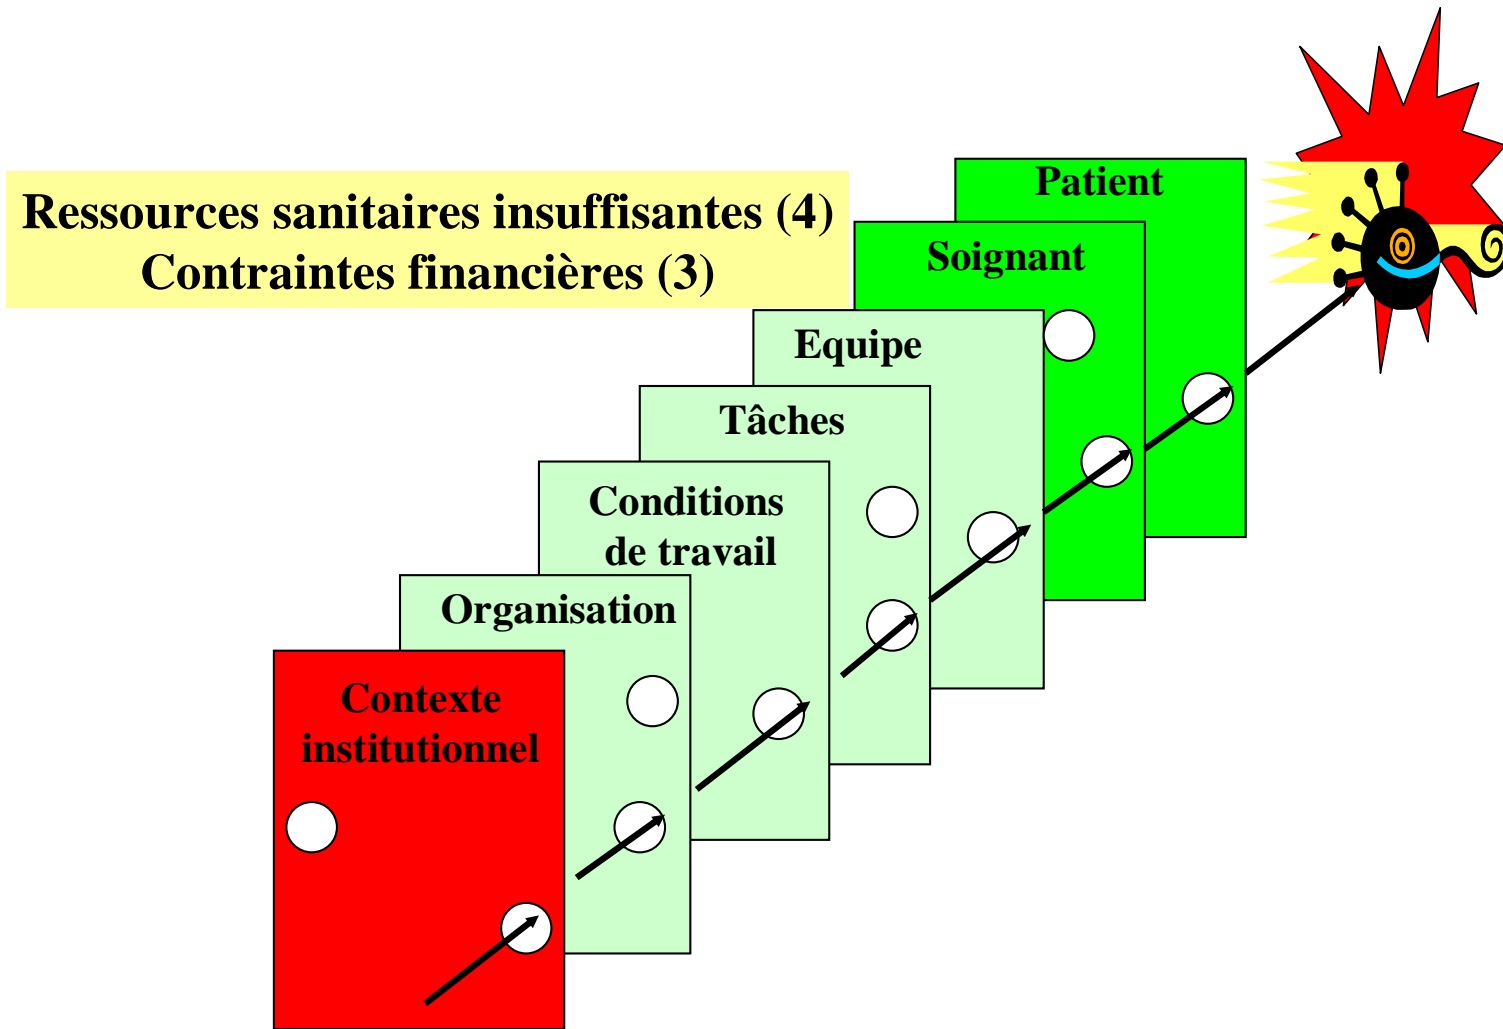 Ressources sanitaires insuffisantes (4)
Contraintes financières (3)
Patient
Soignant
Equipe
Tâches
Conditions
de travail
Organisation
Contexte
institutionnel